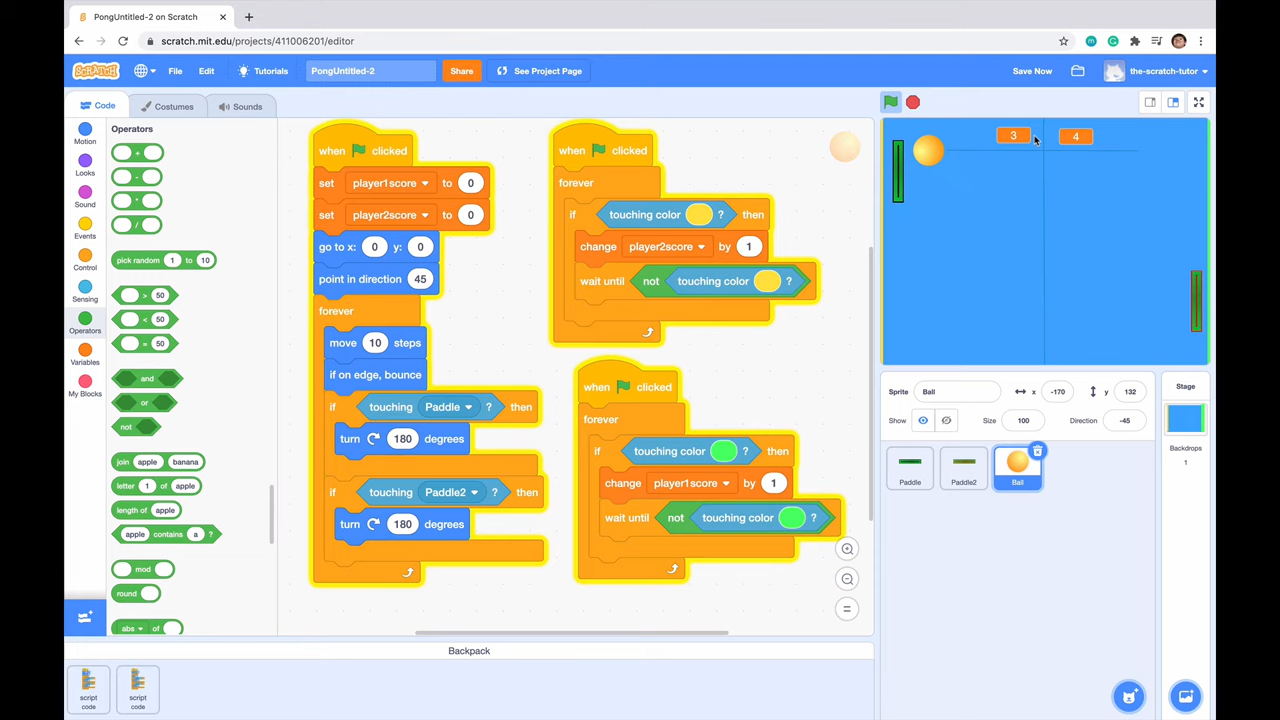 PongUntitled-2 on Scratch
scratch.mit.edu/projects/411006201/editor
SCRATCH
File
Edit
Tutorials
PongUntitled-2
Share
See Project Page
Save Now
the-scratch-tutor
Code
Costumes
Sounds
Motion
Looks
Sound
Events
Control
Sensing
Operators
Variables
My Blocks
Operators
+
-
*
/
pick random 1 to 10
> 50
< 50
= 50
and
or
not
join apple banana
letter 1 of apple
length of apple
apple contains a ?
mod
round
abs of
when clicked
set player1score to 0
set player2score to 0
go to x: 0 y: 0
point in direction 45
forever
move 10 steps
if on edge, bounce
if touching Paddle ? then
turn 180 degrees
if touching Paddle2 ? then
turn 180 degrees
when clicked
forever
if touching color ? then
change player2score by 1
wait until not touching color ?
when clicked
forever
if touching color ? then
change player1score by 1
wait until not touching color ?
3
4
Sprite Ball x -170 y 132
Show Size 100 Direction -45
Paddle
Paddle2
Ball
Stage
Backdrops
1
Backpack
script
code
script
code